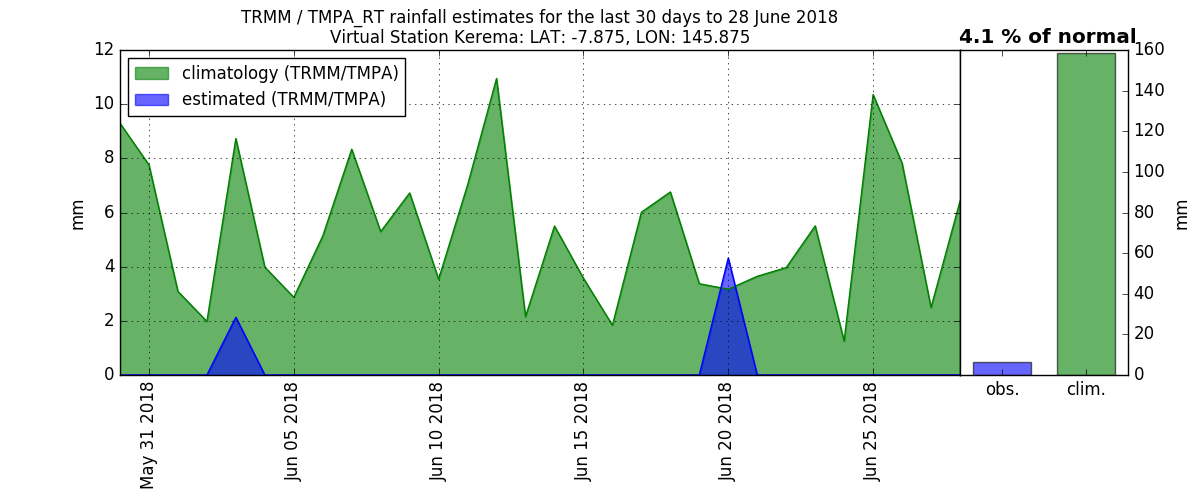 TRMM / TMPA_RT rainfall estimates for the last 30 days to 28 June 2018
Virtual Station Kerema: LAT: -7.875, LON: 145.875
4.1 % of normal
climatology (TRMM/TMPA)
estimated (TRMM/TMPA)
mm
12
10
8
6
4
2
0
May 31 2018
Jun 05 2018
Jun 10 2018
Jun 15 2018
Jun 20 2018
Jun 25 2018
obs.
clim.
160
140
120
100
80
60
40
20
0
mm